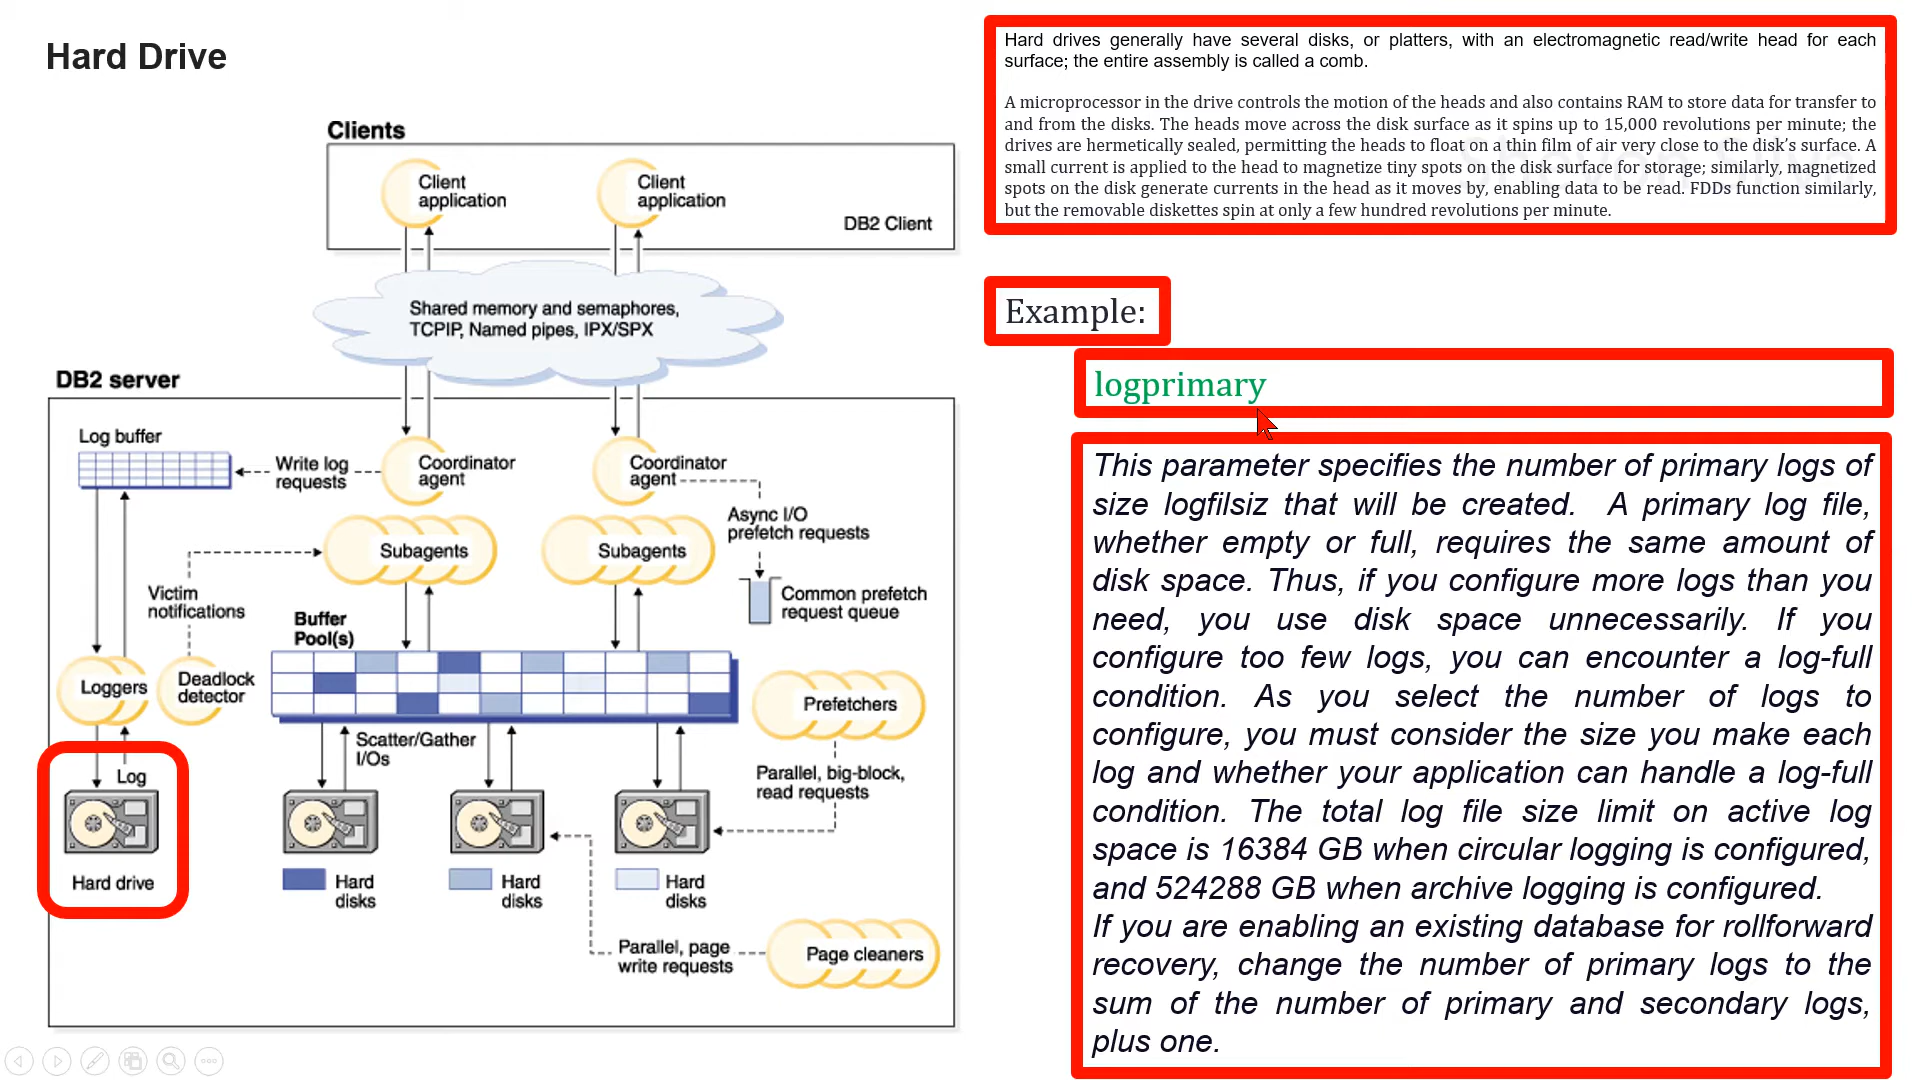 Hard Drive
Hard drives generally have several disks, or platters, with an electromagnetic read/write head for each
surface; the entire assembly is called a comb.
A microprocessor in the drive controls the motion of the heads and also contains RAM to store data for transfer to
and from the disks. The heads move across the disk surface as it spins up to 15,000 revolutions per minute; the
drives are hermetically sealed, permitting the heads to float on a thin film of air very close to the disk's surface. A
small current is applied to the head to magnetize tiny spots on the disk surface for storage; similarly, magnetized
spots on the disk generate currents in the head as it moves by, enabling data to be read. FDDs function similarly,
but the removable diskettes spin at only a few hundred revolutions per minute.
Clients
Client
application
Client
application
DB2 Client
Shared memory and semaphores,
TCPIP, Named pipes, IPX/SPX
DB2 server
Log buffer
Write log
requests
Coordinator
agent
Coordinator
agent
Async I/O
prefetch requests
Subagents
Subagents
Victim
notifications
Common prefetch
request queue
Buffer
Pool(s)
Loggers
Deadlock
detector
Prefetchers
Scatter/Gather
I/Os
Log
Parallel, big-block,
read requests
Hard drive
Hard
disks
Hard
disks
Hard
disks
Parallel, page
write requests
Page cleaners
Example:
logprimary
This parameter specifies the number of primary logs of
size logfilsiz that will be created. A primary log file,
whether empty or full, requires the same amount of
disk space. Thus, if you configure more logs than you
need, you use disk space unnecessarily. If you
configure too few logs, you can encounter a log-full
condition. As you select the number of logs to
configure, you must consider the size you make each
log and whether your application can handle a log-full
condition. The total log file size limit on active log
space is 16384 GB when circular logging is configured,
and 524288 GB when archive logging is configured.
If you are enabling an existing database for rollforward
recovery, change the number of primary logs to the
sum of the number of primary and secondary logs,
plus one.